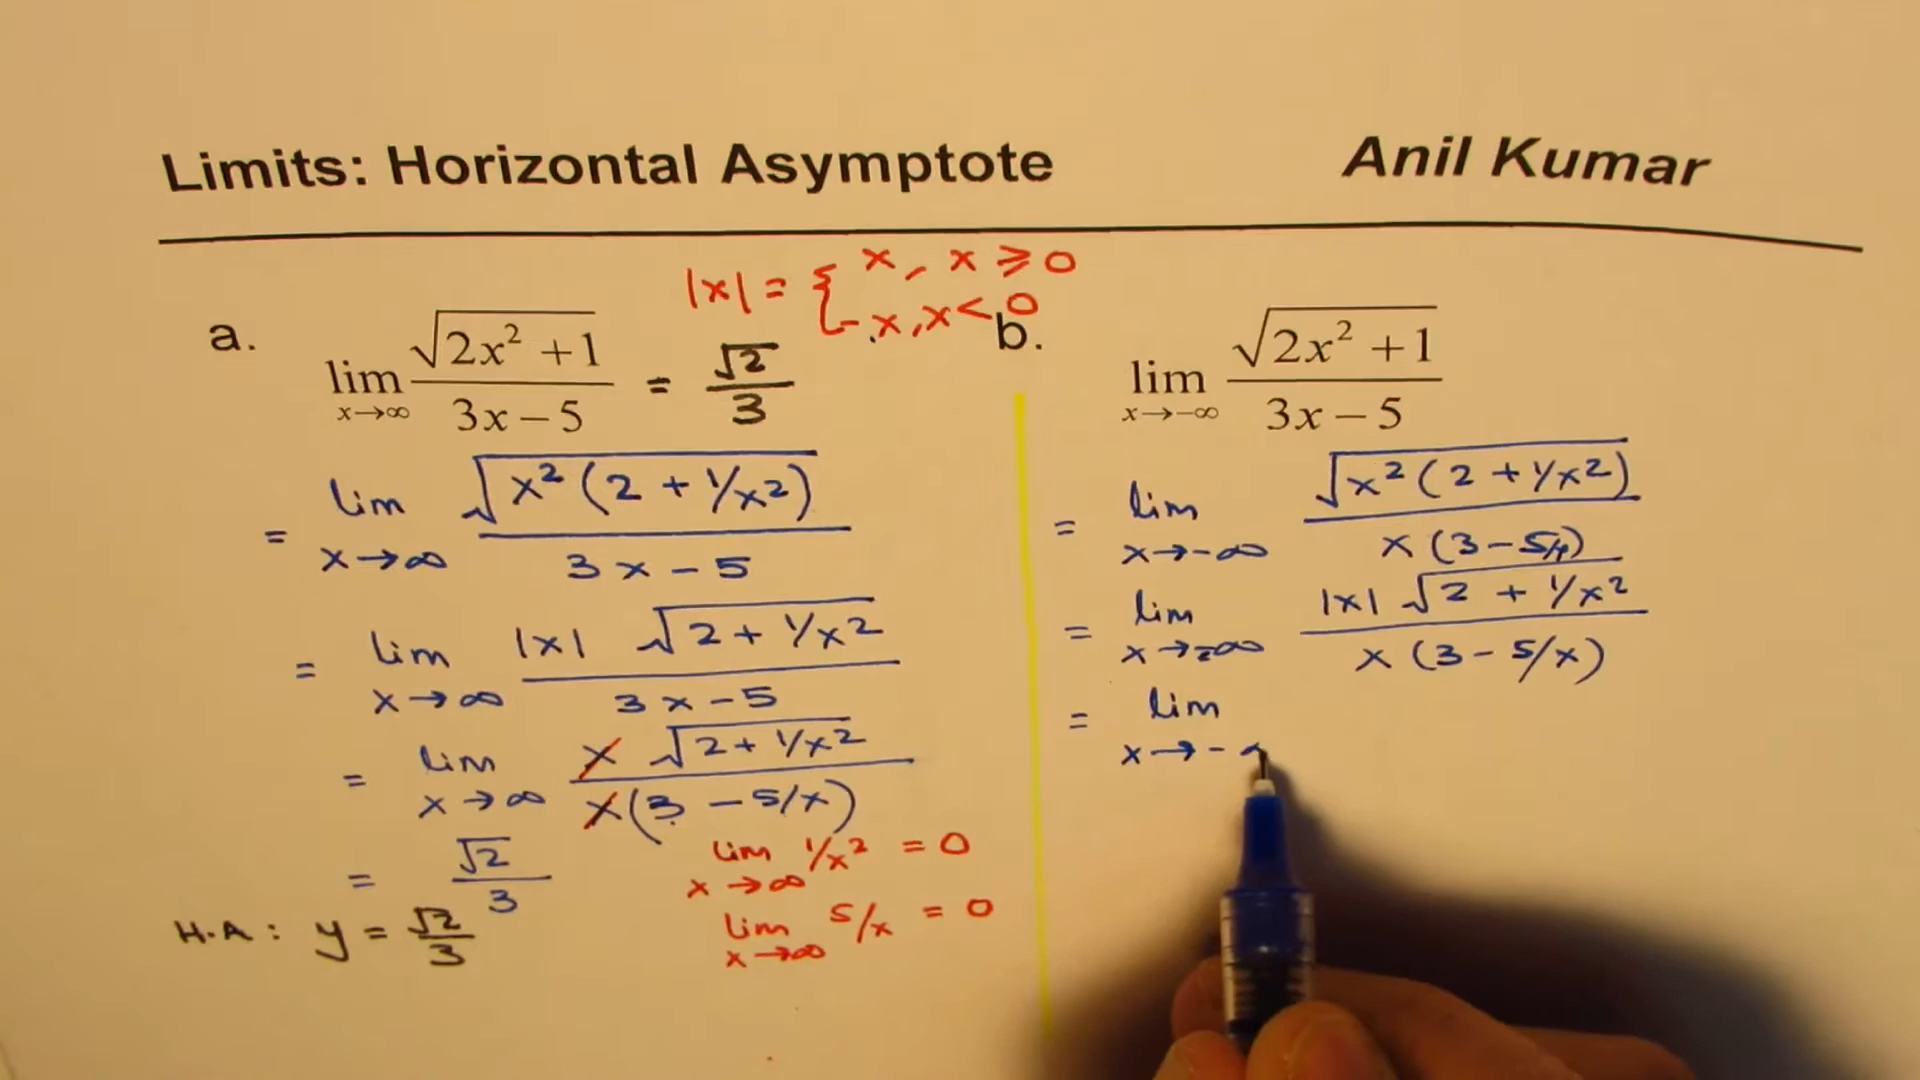 Limits: Horizontal Asymptote Anil Kumar
|x| = { x, x ≥ 0
-x, x < 0
a. lim x→∞ √(2x² + 1) / (3x − 5) = √2 / 3
= lim x→∞ √(x² (2 + 1/x²)) / (3x − 5)
= lim x→∞ |x| √(2 + 1/x²) / (3x − 5)
= lim x→∞ x √(2 + 1/x²) / x(3 − 5/x)
= √2 / 3
H.A: y = √2 / 3
lim x→∞ 1/x² = 0
lim x→∞ 5/x = 0
b. lim x→−∞ √(2x² + 1) / (3x − 5)
= lim x→−∞ √(x² (2 + 1/x²)) / x(3 − 5/x)
= lim x→−∞ |x| √(2 + 1/x²) / x(3 − 5/x)
= lim x→−